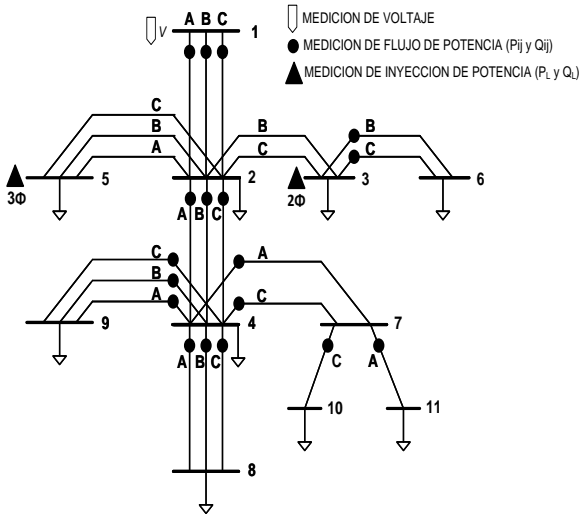 V
A B C
1
MEDICION DE VOLTAJE
MEDICION DE FLUJO DE POTENCIA (Pij y Qij)
MEDICION DE INYECCION DE POTENCIA (PL y QL)
C
B
A
B
C
B
C
3Φ
5
2
2Φ
3
6
A B C
C
B
A
A
C
9
4
7
A B C
C
A
10
11
8